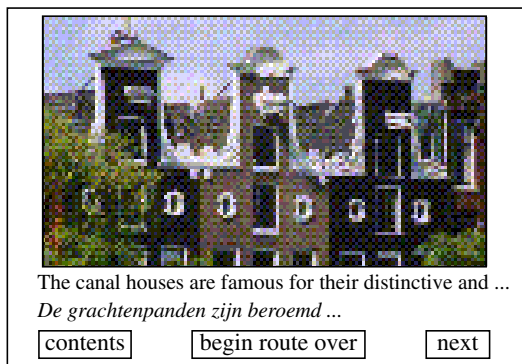 The canal houses are famous for their distinctive and ...
De grachtenpanden zijn beroemd ...
contents begin route over next